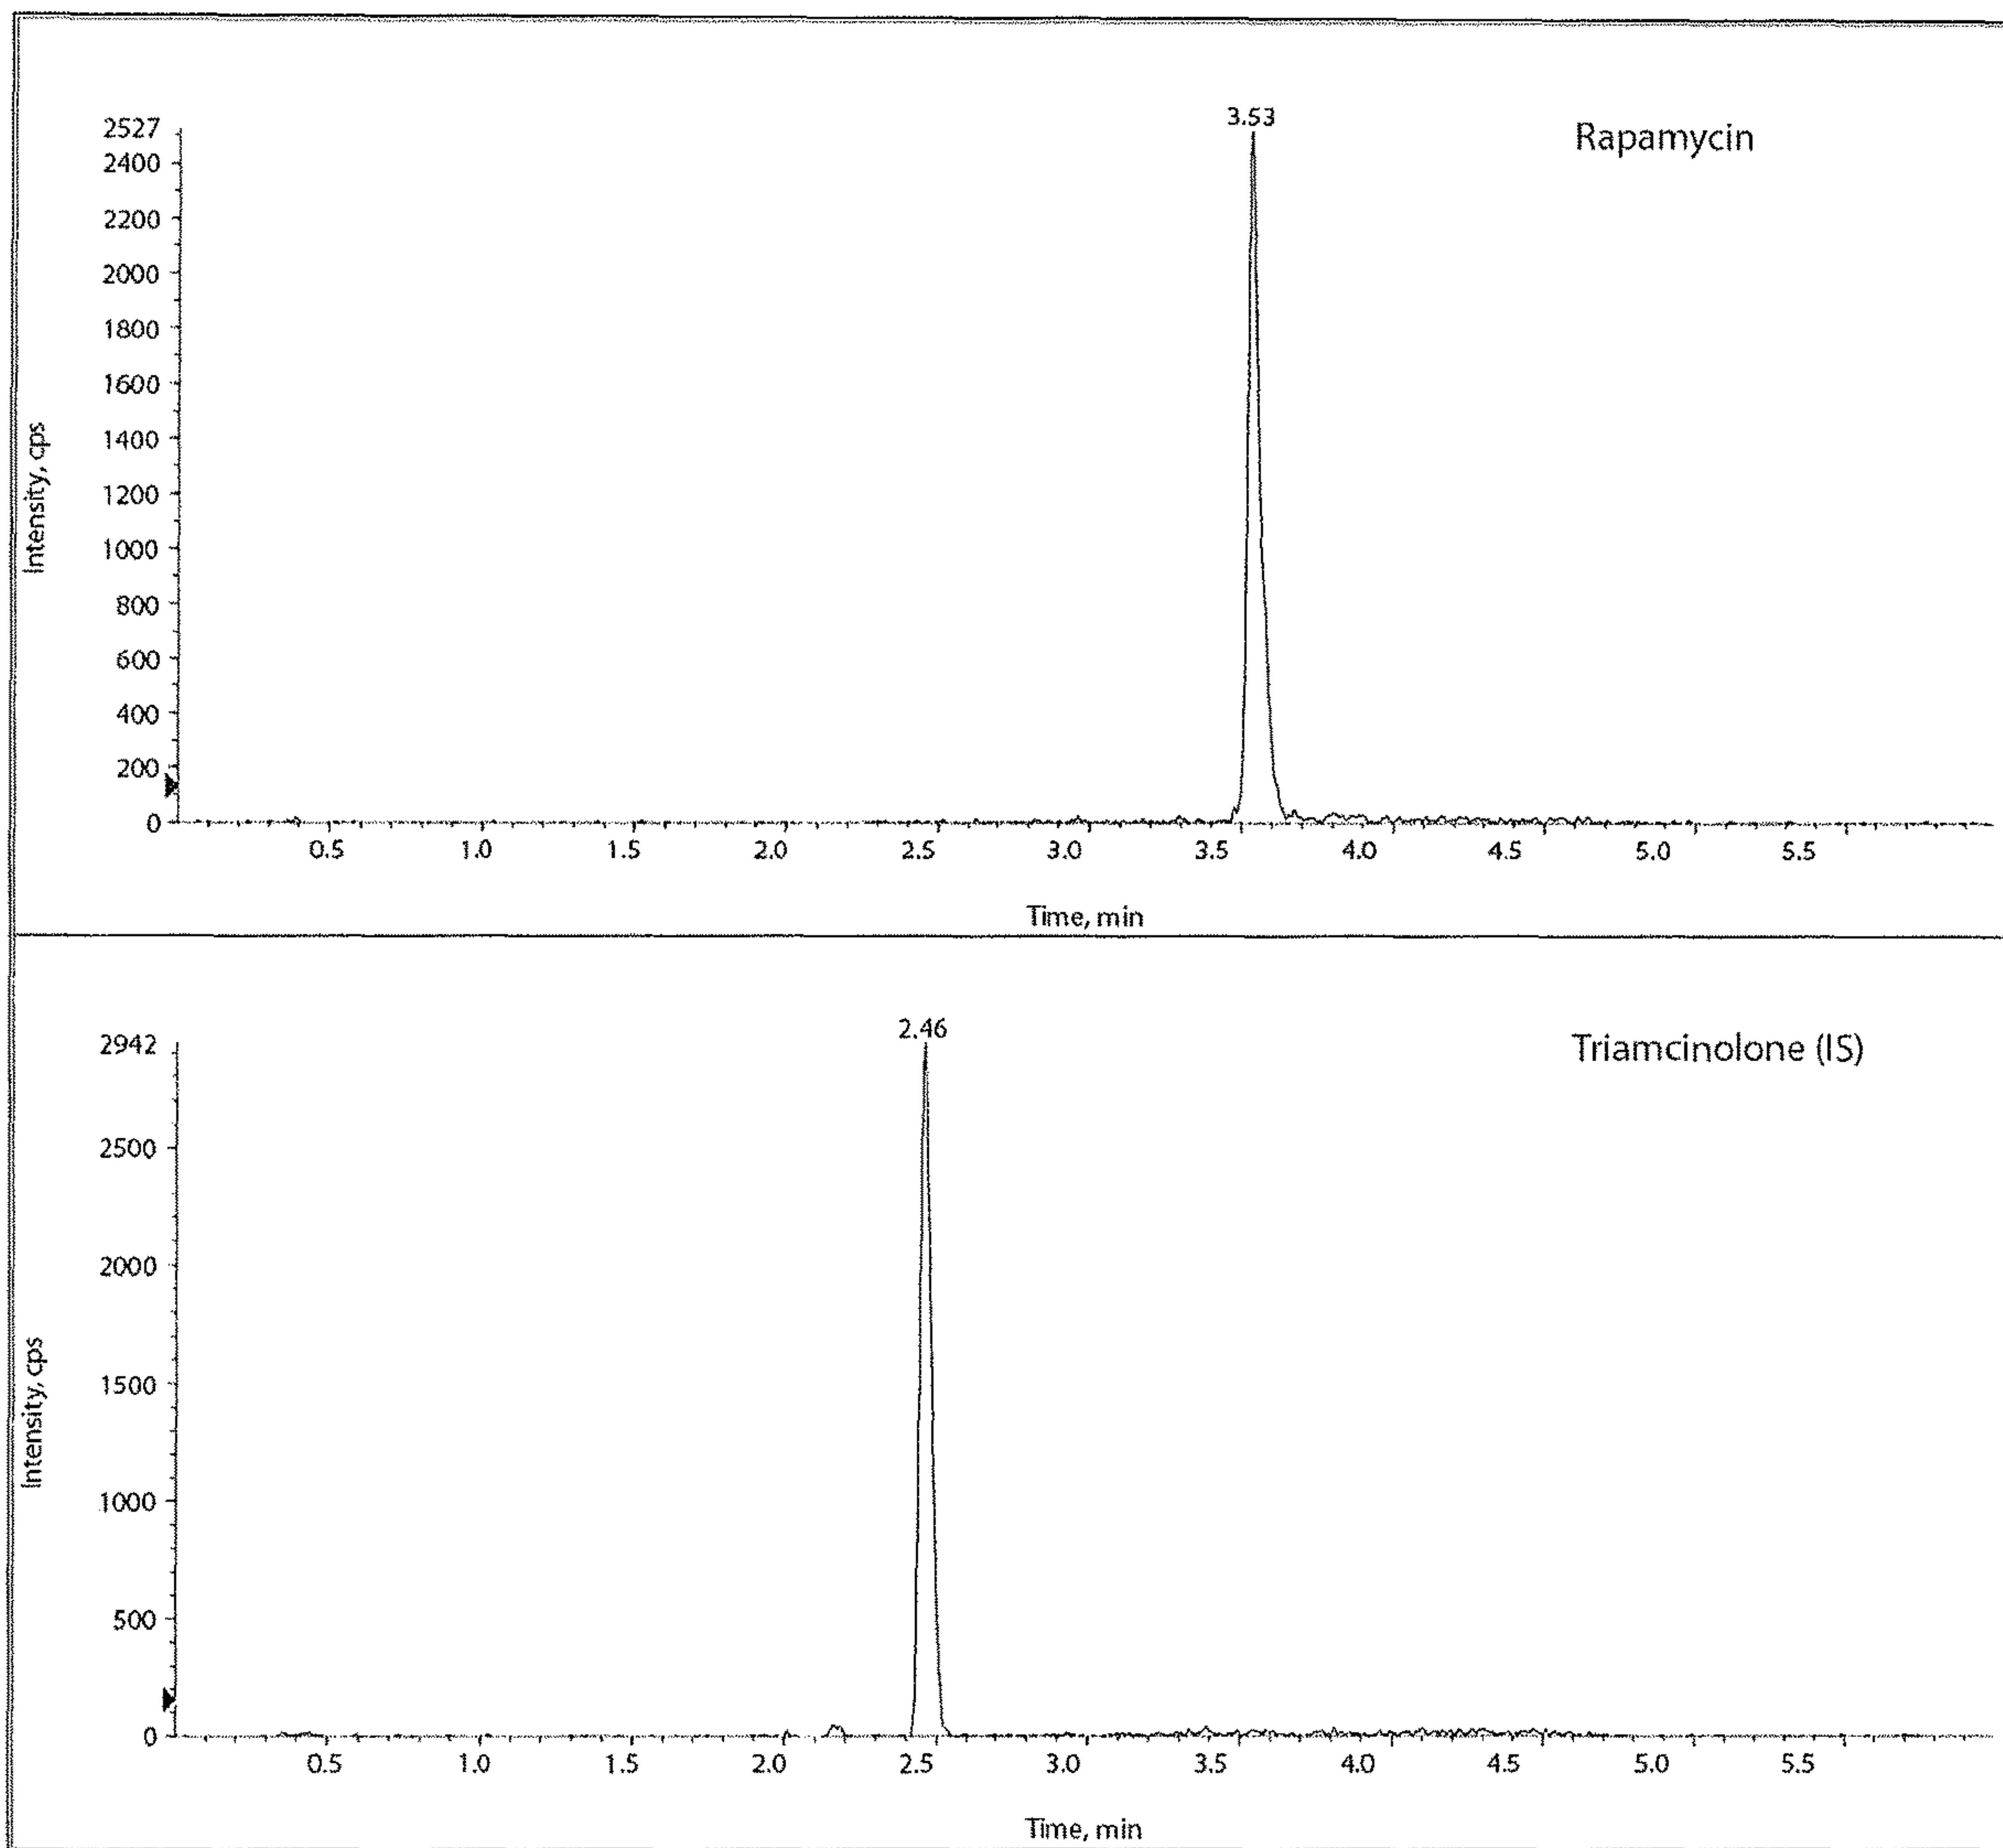 3.53
Rapamycin
2527
2400
2200
2000
1800
1600
1400
1200
1000
800
600
400
200
0
Intensity, cps
0.5 1.0 1.5 2.0 2.5 3.0 3.5 4.0 4.5 5.0 5.5
Time, min
2.46
Triamcinolone (IS)
2942
2500
2000
1500
1000
500
0
Intensity, cps
0.5 1.0 1.5 2.0 2.5 3.0 3.5 4.0 4.5 5.0 5.5
Time, min